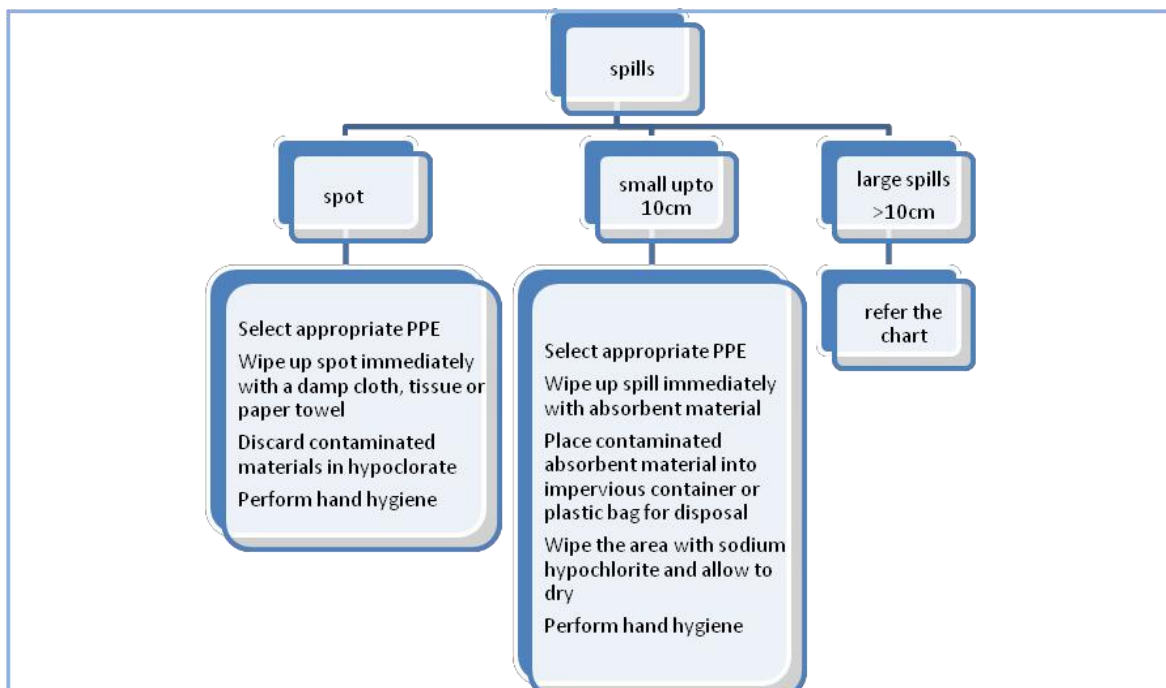 spills
spot
small upto
10cm
large spills
>10cm
Select appropriate PPE
Wipe up spot immediately
with a damp cloth, tissue or
paper towel
Discard contaminated
materials in hypoclorate
Perform hand hygiene
Select appropriate PPE
Wipe up spill immediately
with absorbent material
Place contaminated
absorbent material into
impervious container or
plastic bag for disposal
Wipe the area with sodium
hypochlorite and allow to
dry
Perform hand hygiene
refer the
chart